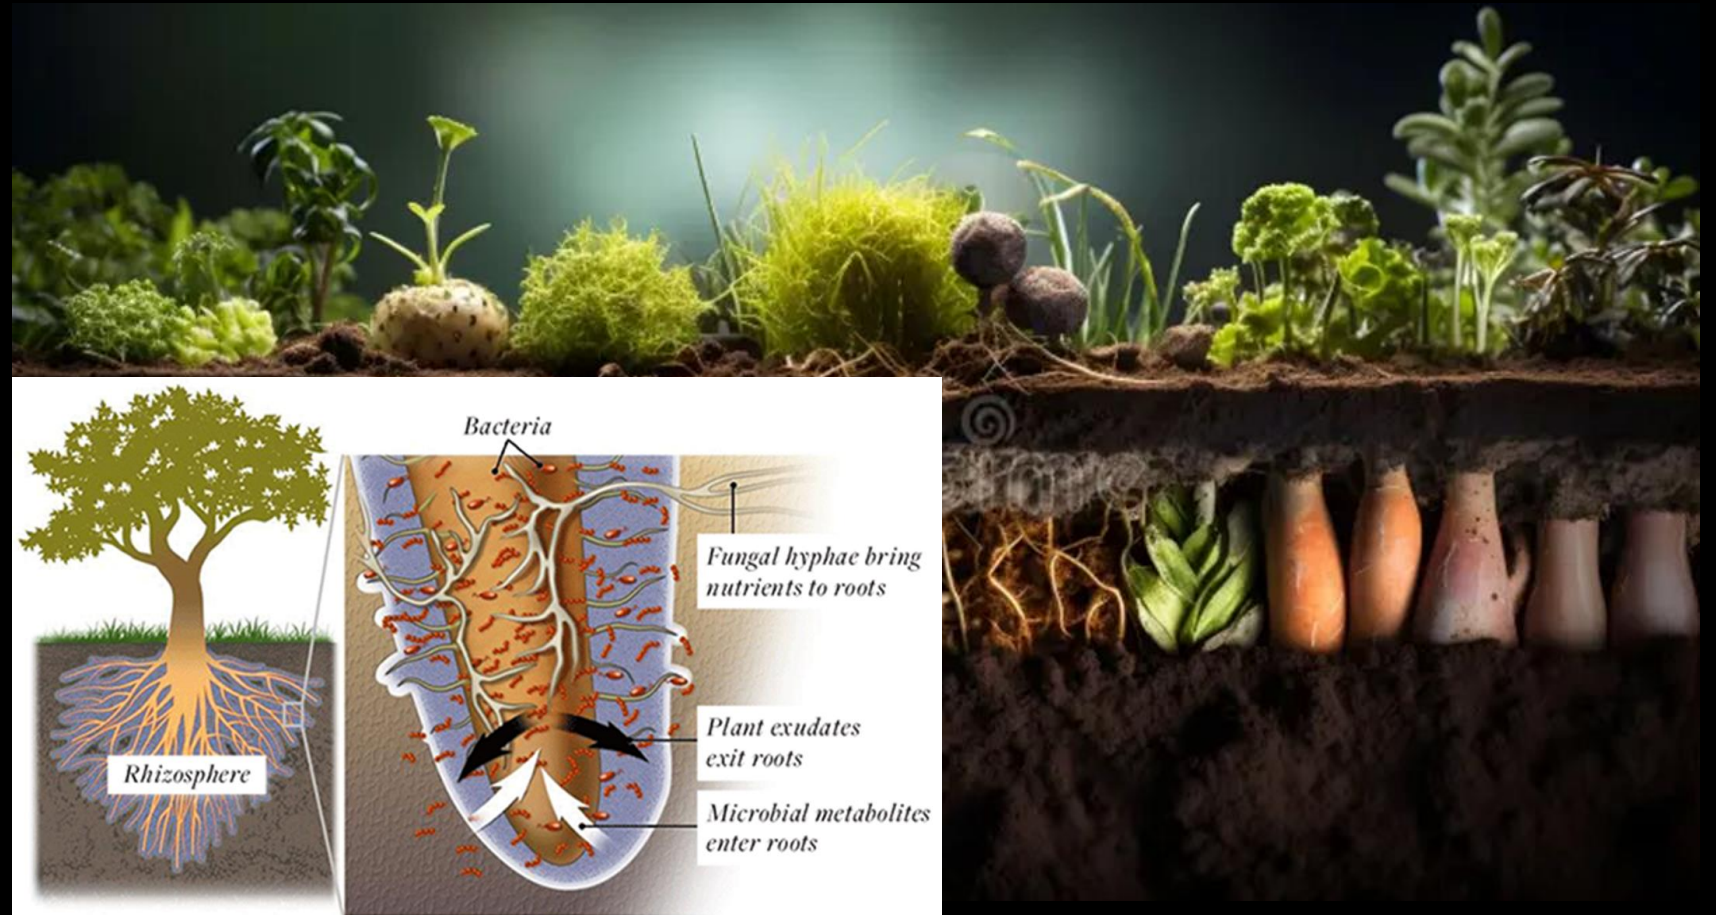 Bacteria
Fungal hyphae bring
nutrients to roots
Plant exudates
exit roots
Rhizosphere
Microbial metabolites
enter roots